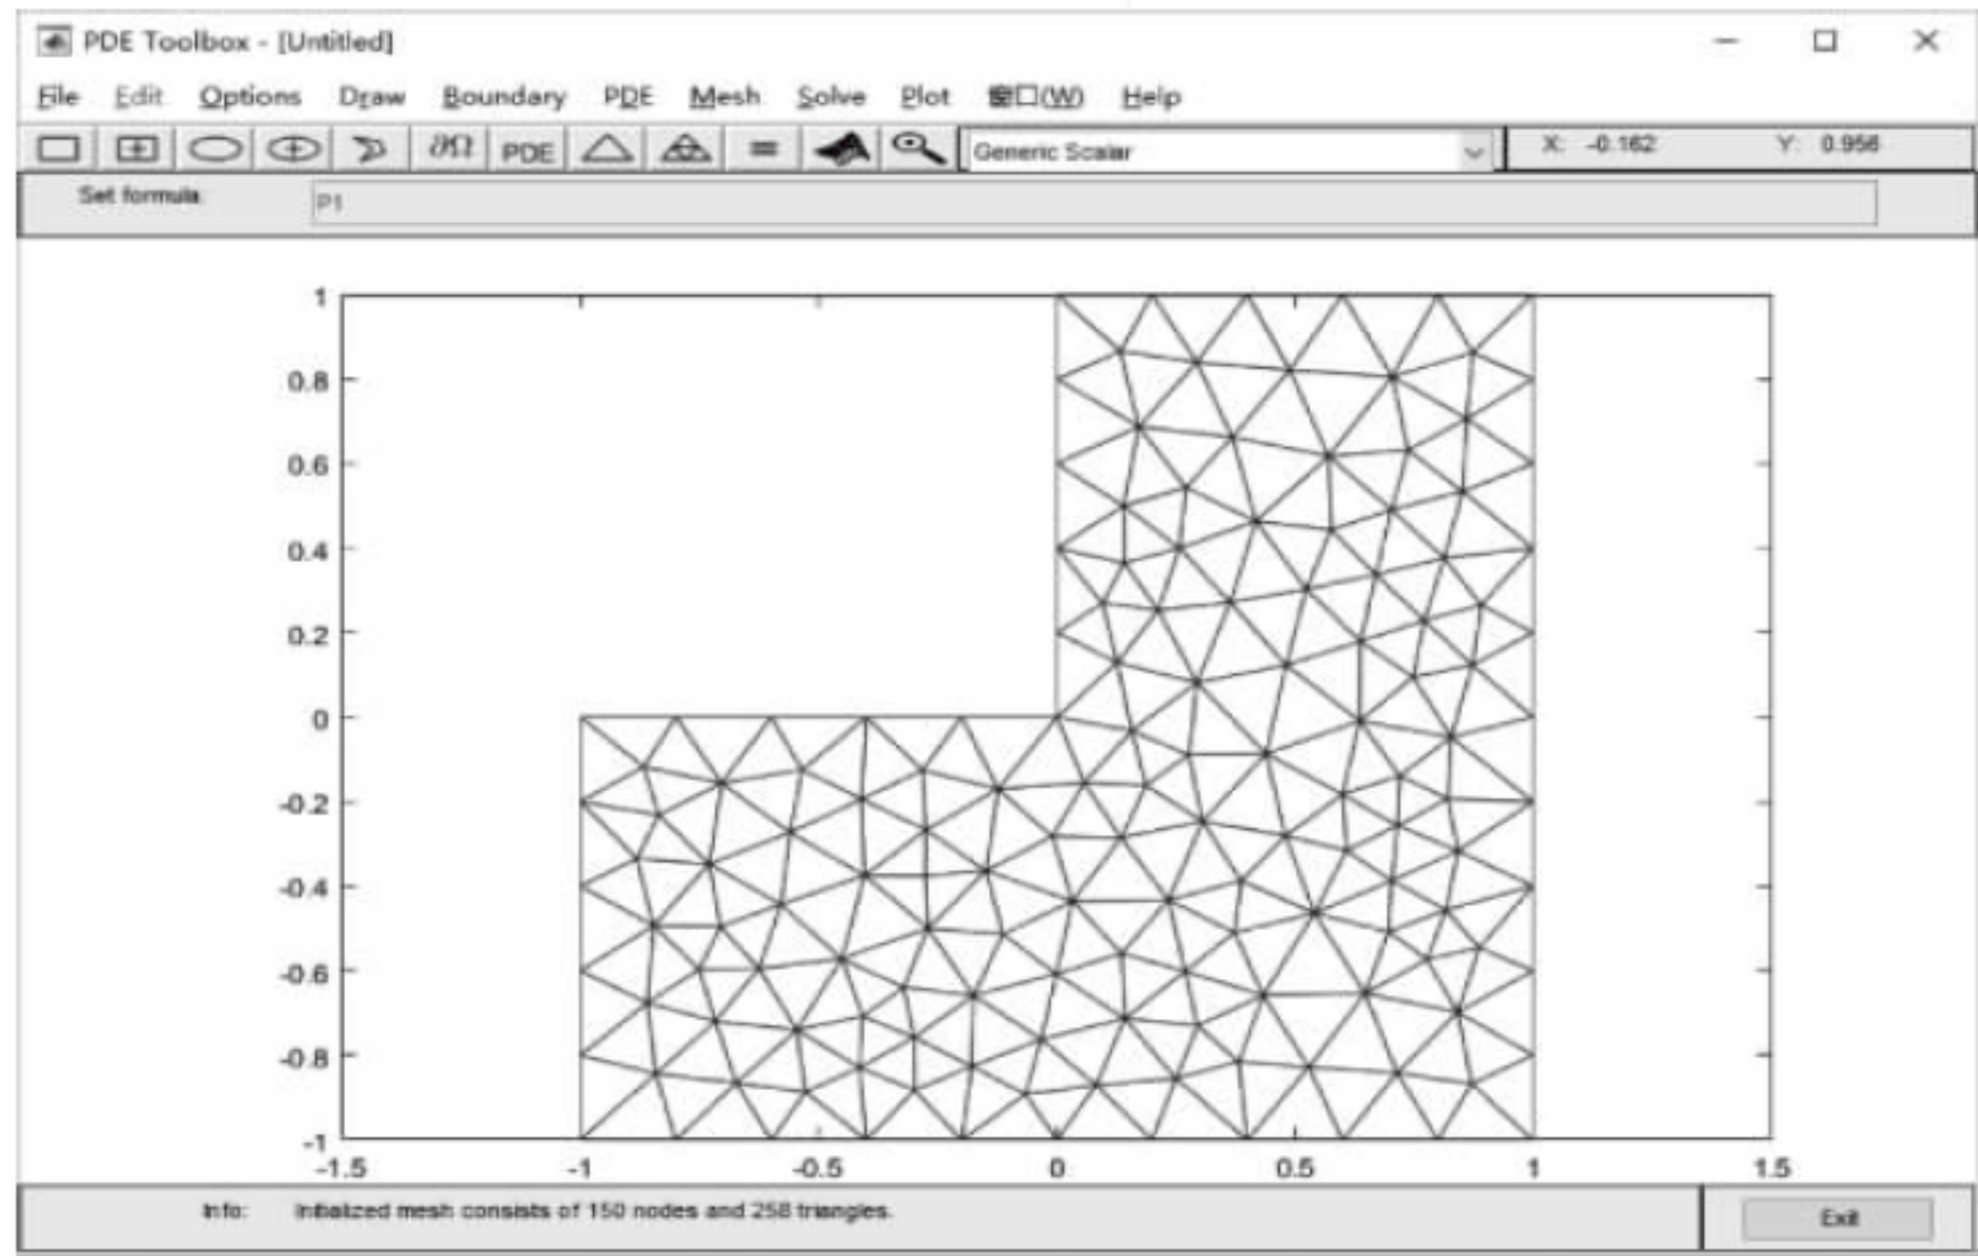 PDE Toolbox - [Untitled]
File Edit Options Draw Boundary PDE Mesh Solve Plot 窗口(W) Help
∂Ω PDE = Generic Scalar X: -0.162 Y: 0.956
Set formula: P1
1
0.8
0.6
0.4
0.2
0
-0.2
-0.4
-0.6
-0.8
-1
-1.5 -1 -0.5 0 0.5 1 1.5
Info: Initialized mesh consists of 150 nodes and 258 triangles. Exit